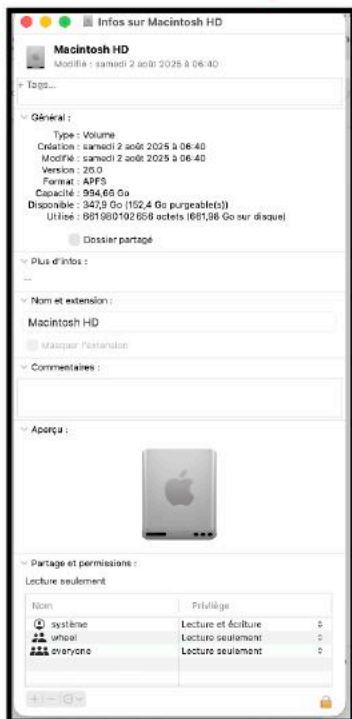 Infos sur Macintosh HD
Macintosh HD
Modifié : samedi 2 août 2025 à 06:40
+ Tags...
Général :
Type : Volume
Création : samedi 2 août 2025 à 06:40
Modifié : samedi 2 août 2025 à 06:40
Version : 26.0
Format : APFS
Capacité : 994,66 Go
Disponible : 347,9 Go (152,4 Go purgeable(s))
Utilisé : 661 980 102 656 octets (661,98 Go sur disque)
Dossier partagé
Plus d'infos :
--
Nom et extension :
Macintosh HD
Masquer l'extension
Commentaires :
Aperçu :
Partage et permissions :
Lecture seulement
Nom Privilège
système Lecture et écriture
wheel Lecture seulement
everyone Lecture seulement